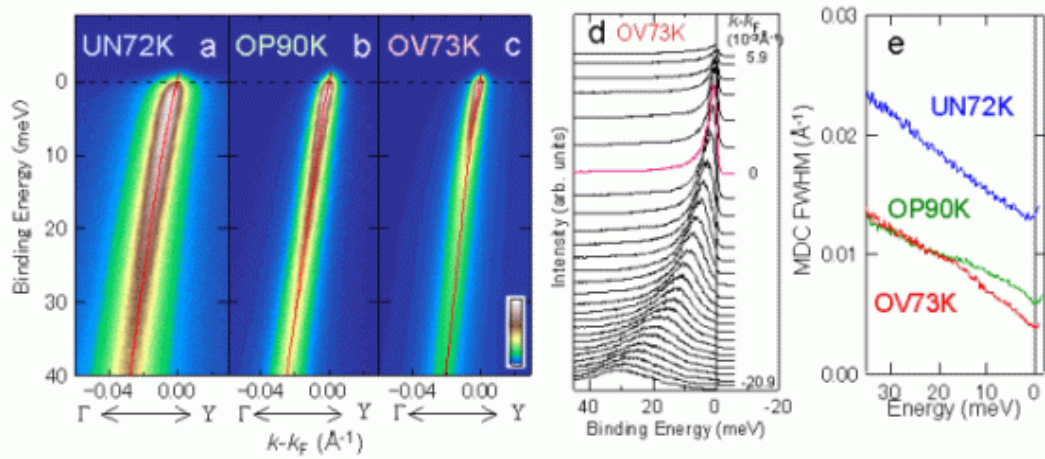 UN72K a
OP90K b
OV73K c
Binding Energy (meV)
0
10
20
30
40
−0.04 0.00
−0.04 0.00
−0.04 0.00
Γ Y
Γ Y
Γ Y
k-kF (Å-1)
d OV73K
k-kF
(10-3Å-1)
5.9
0
-20.9
Intensity (arb. units)
40 20 0 -20
Binding Energy (meV)
e
UN72K
OP90K
OV73K
MDC FWHM (Å-1)
0.03
0.02
0.01
0.00
30 20 10 0
Energy (meV)